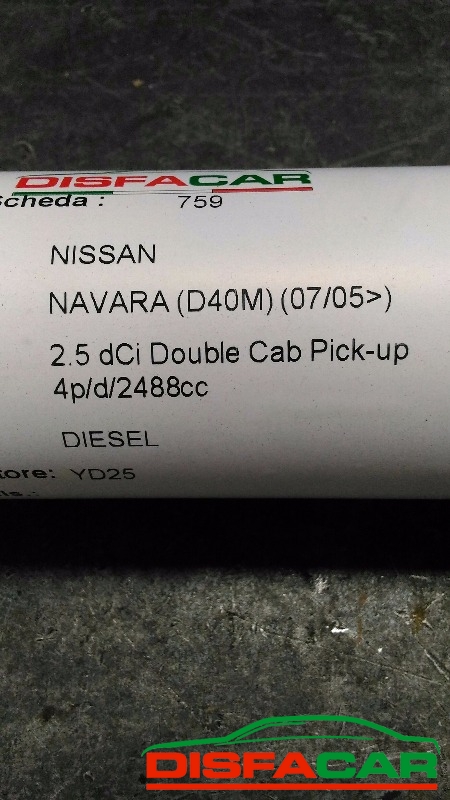 DISFACAR
Scheda : 759
NISSAN
NAVARA (D40M) (07/05>)
2.5 dCi Double Cab Pick-up
4p/d/2488cc
DIESEL
tore: YD25
DISFACAR